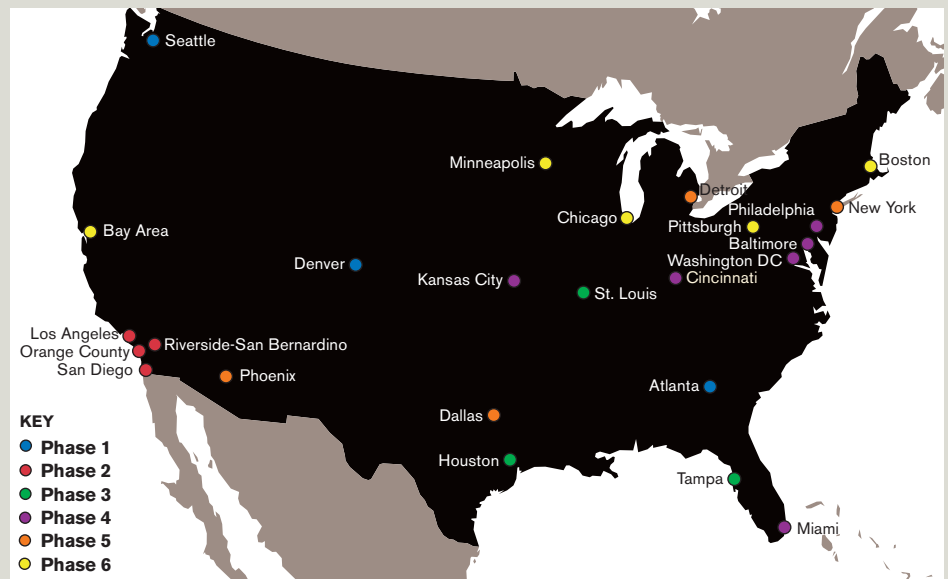 Seattle
Minneapolis
Boston
Detroit
Chicago
New York
Philadelphia
Pittsburgh
Bay Area
Baltimore
Washington DC
Denver
Kansas City
Cincinnati
St. Louis
Los Angeles
Riverside-San Bernardino
Orange County
San Diego
Phoenix
Atlanta
Dallas
Houston
Tampa
Miami
KEY
Phase 1
Phase 2
Phase 3
Phase 4
Phase 5
Phase 6